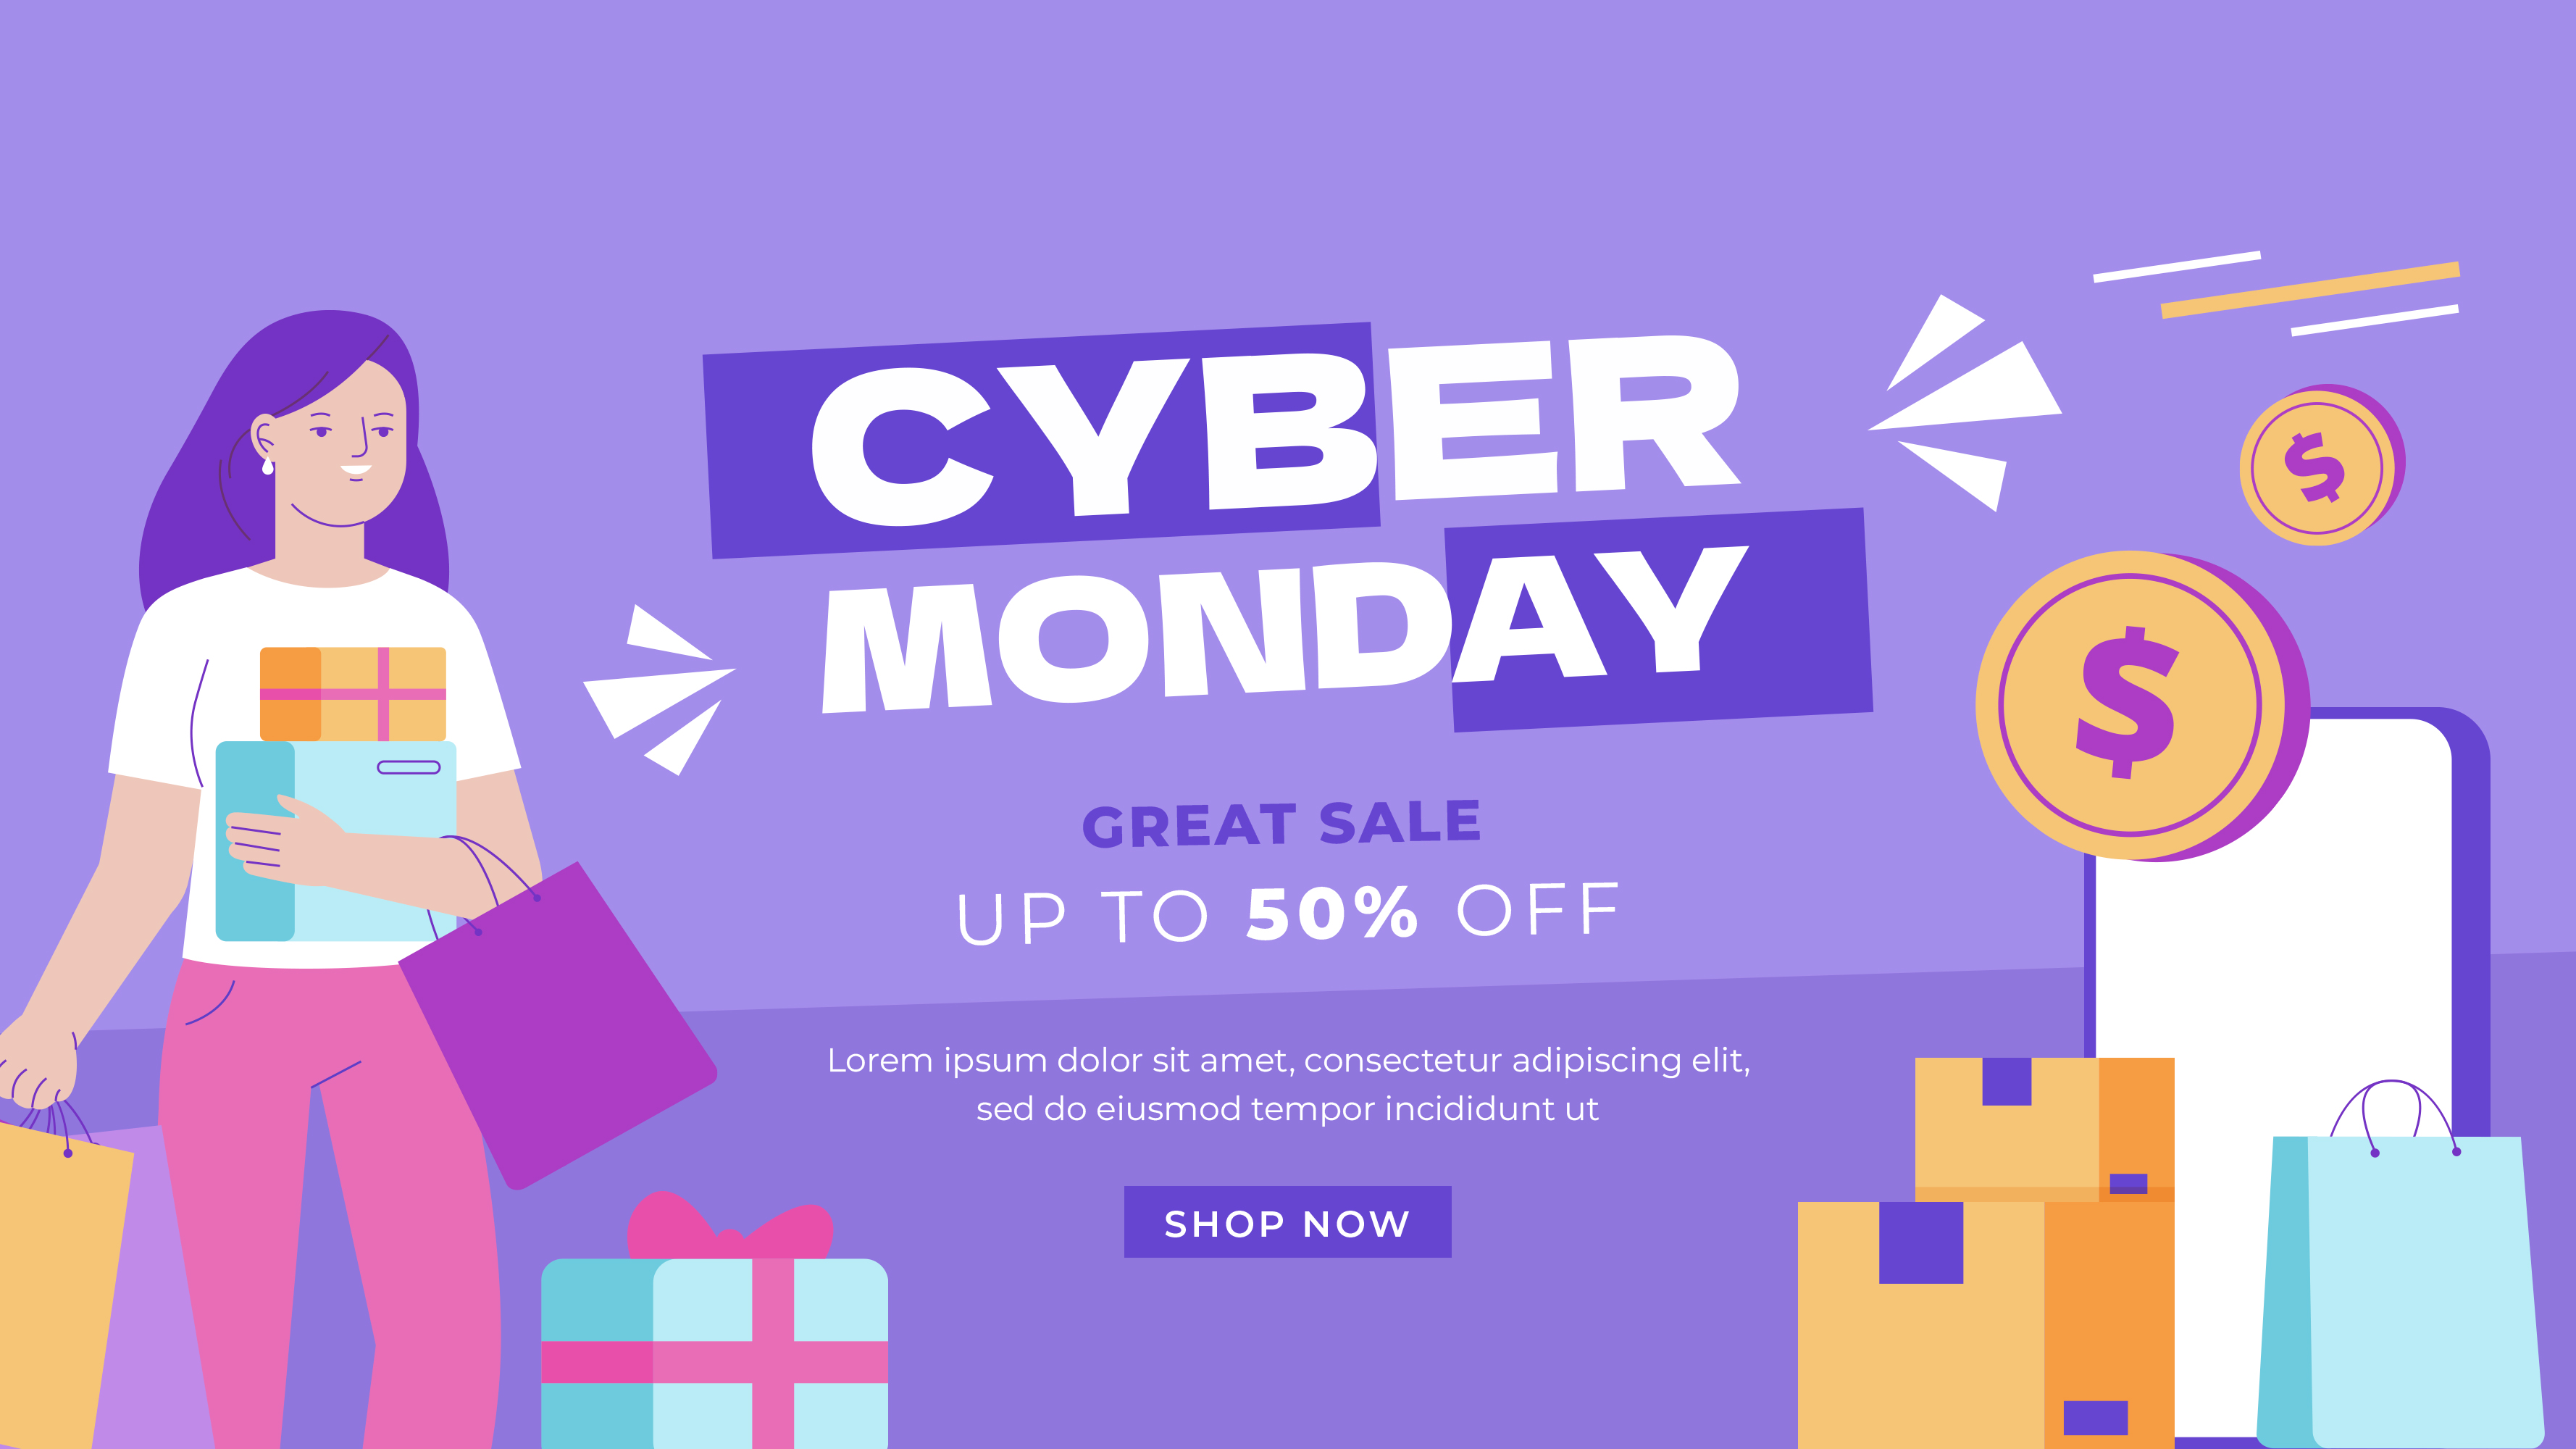 CYBER
MONDAY
GREAT SALE
UP TO 50% OFF
Lorem ipsum dolor sit amet, consectetur adipiscing elit,
sed do eiusmod tempor incididunt ut
SHOP NOW
$
$